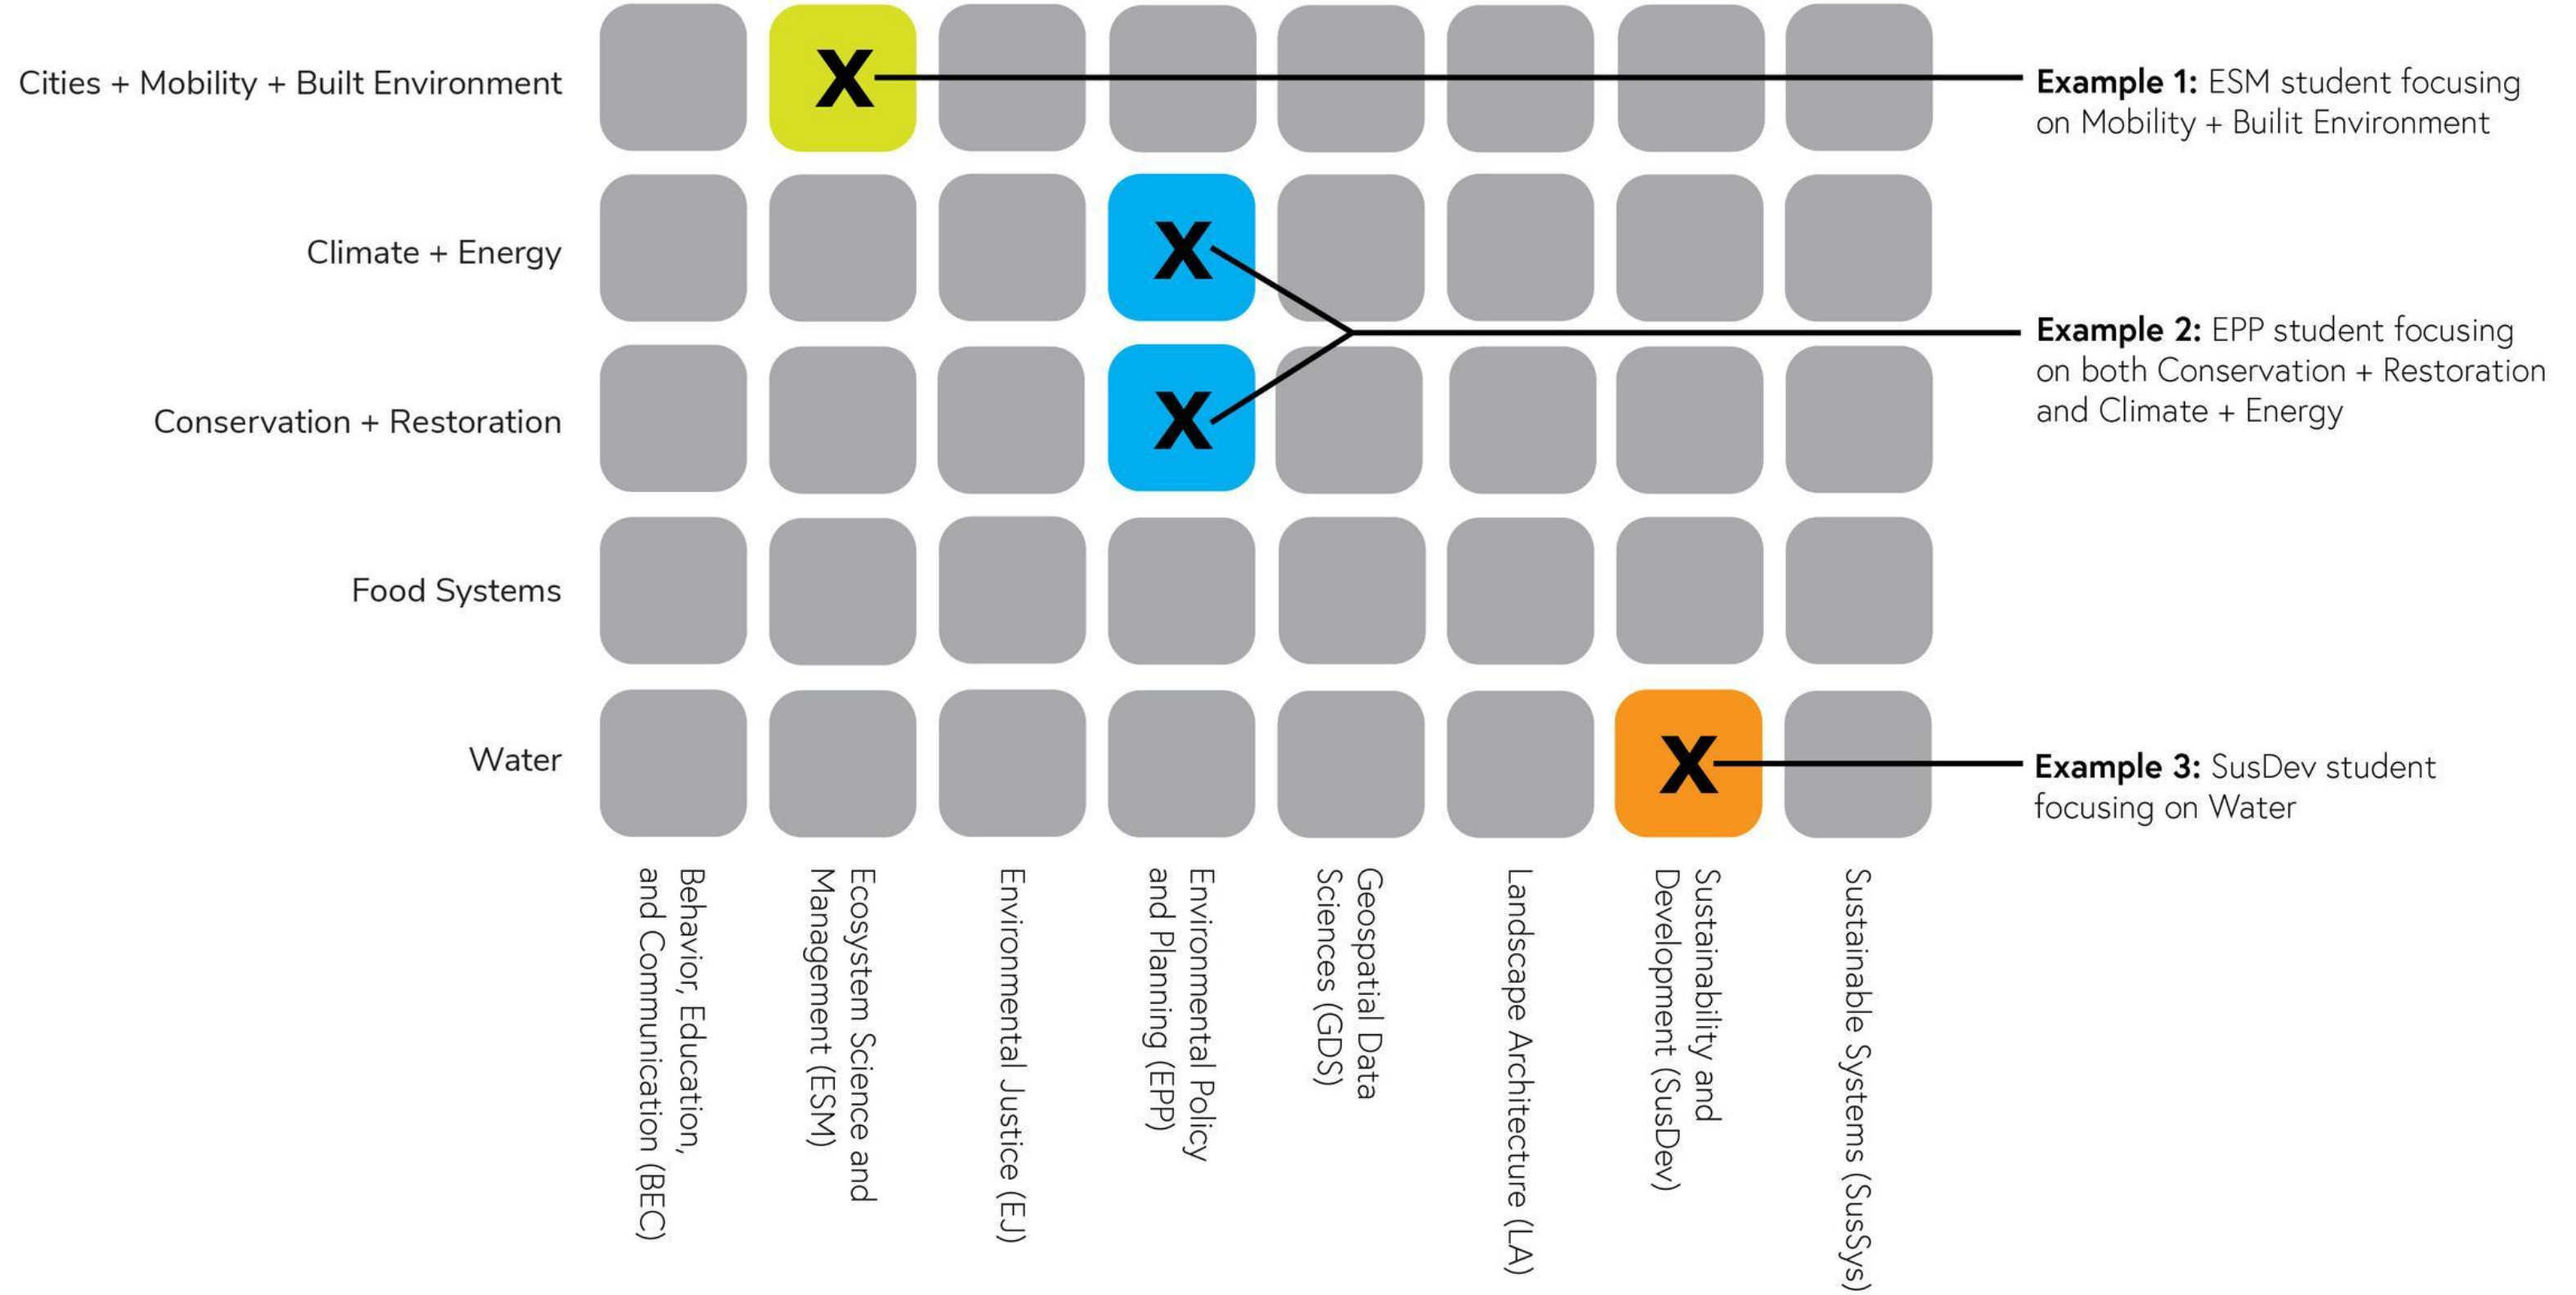 Cities + Mobility + Built Environment
X
Example 1: ESM student focusing
on Mobility + Builit Environment
Climate + Energy
X
Example 2: EPP student focusing
on both Conservation + Restoration
and Climate + Energy
Conservation + Restoration
X
Food Systems
Water
X
Example 3: SusDev student
focusing on Water
Behavior, Education,
and Communication (BEC)
Ecosystem Science and
Management (ESM)
Environmental Justice (EJ)
Environmental Policy
and Planning (EPP)
Geospatial Data
Sciences (GDS)
Landscape Architecture (LA)
Sustainability and
Development (SusDev)
Sustainable Systems (SusSys)